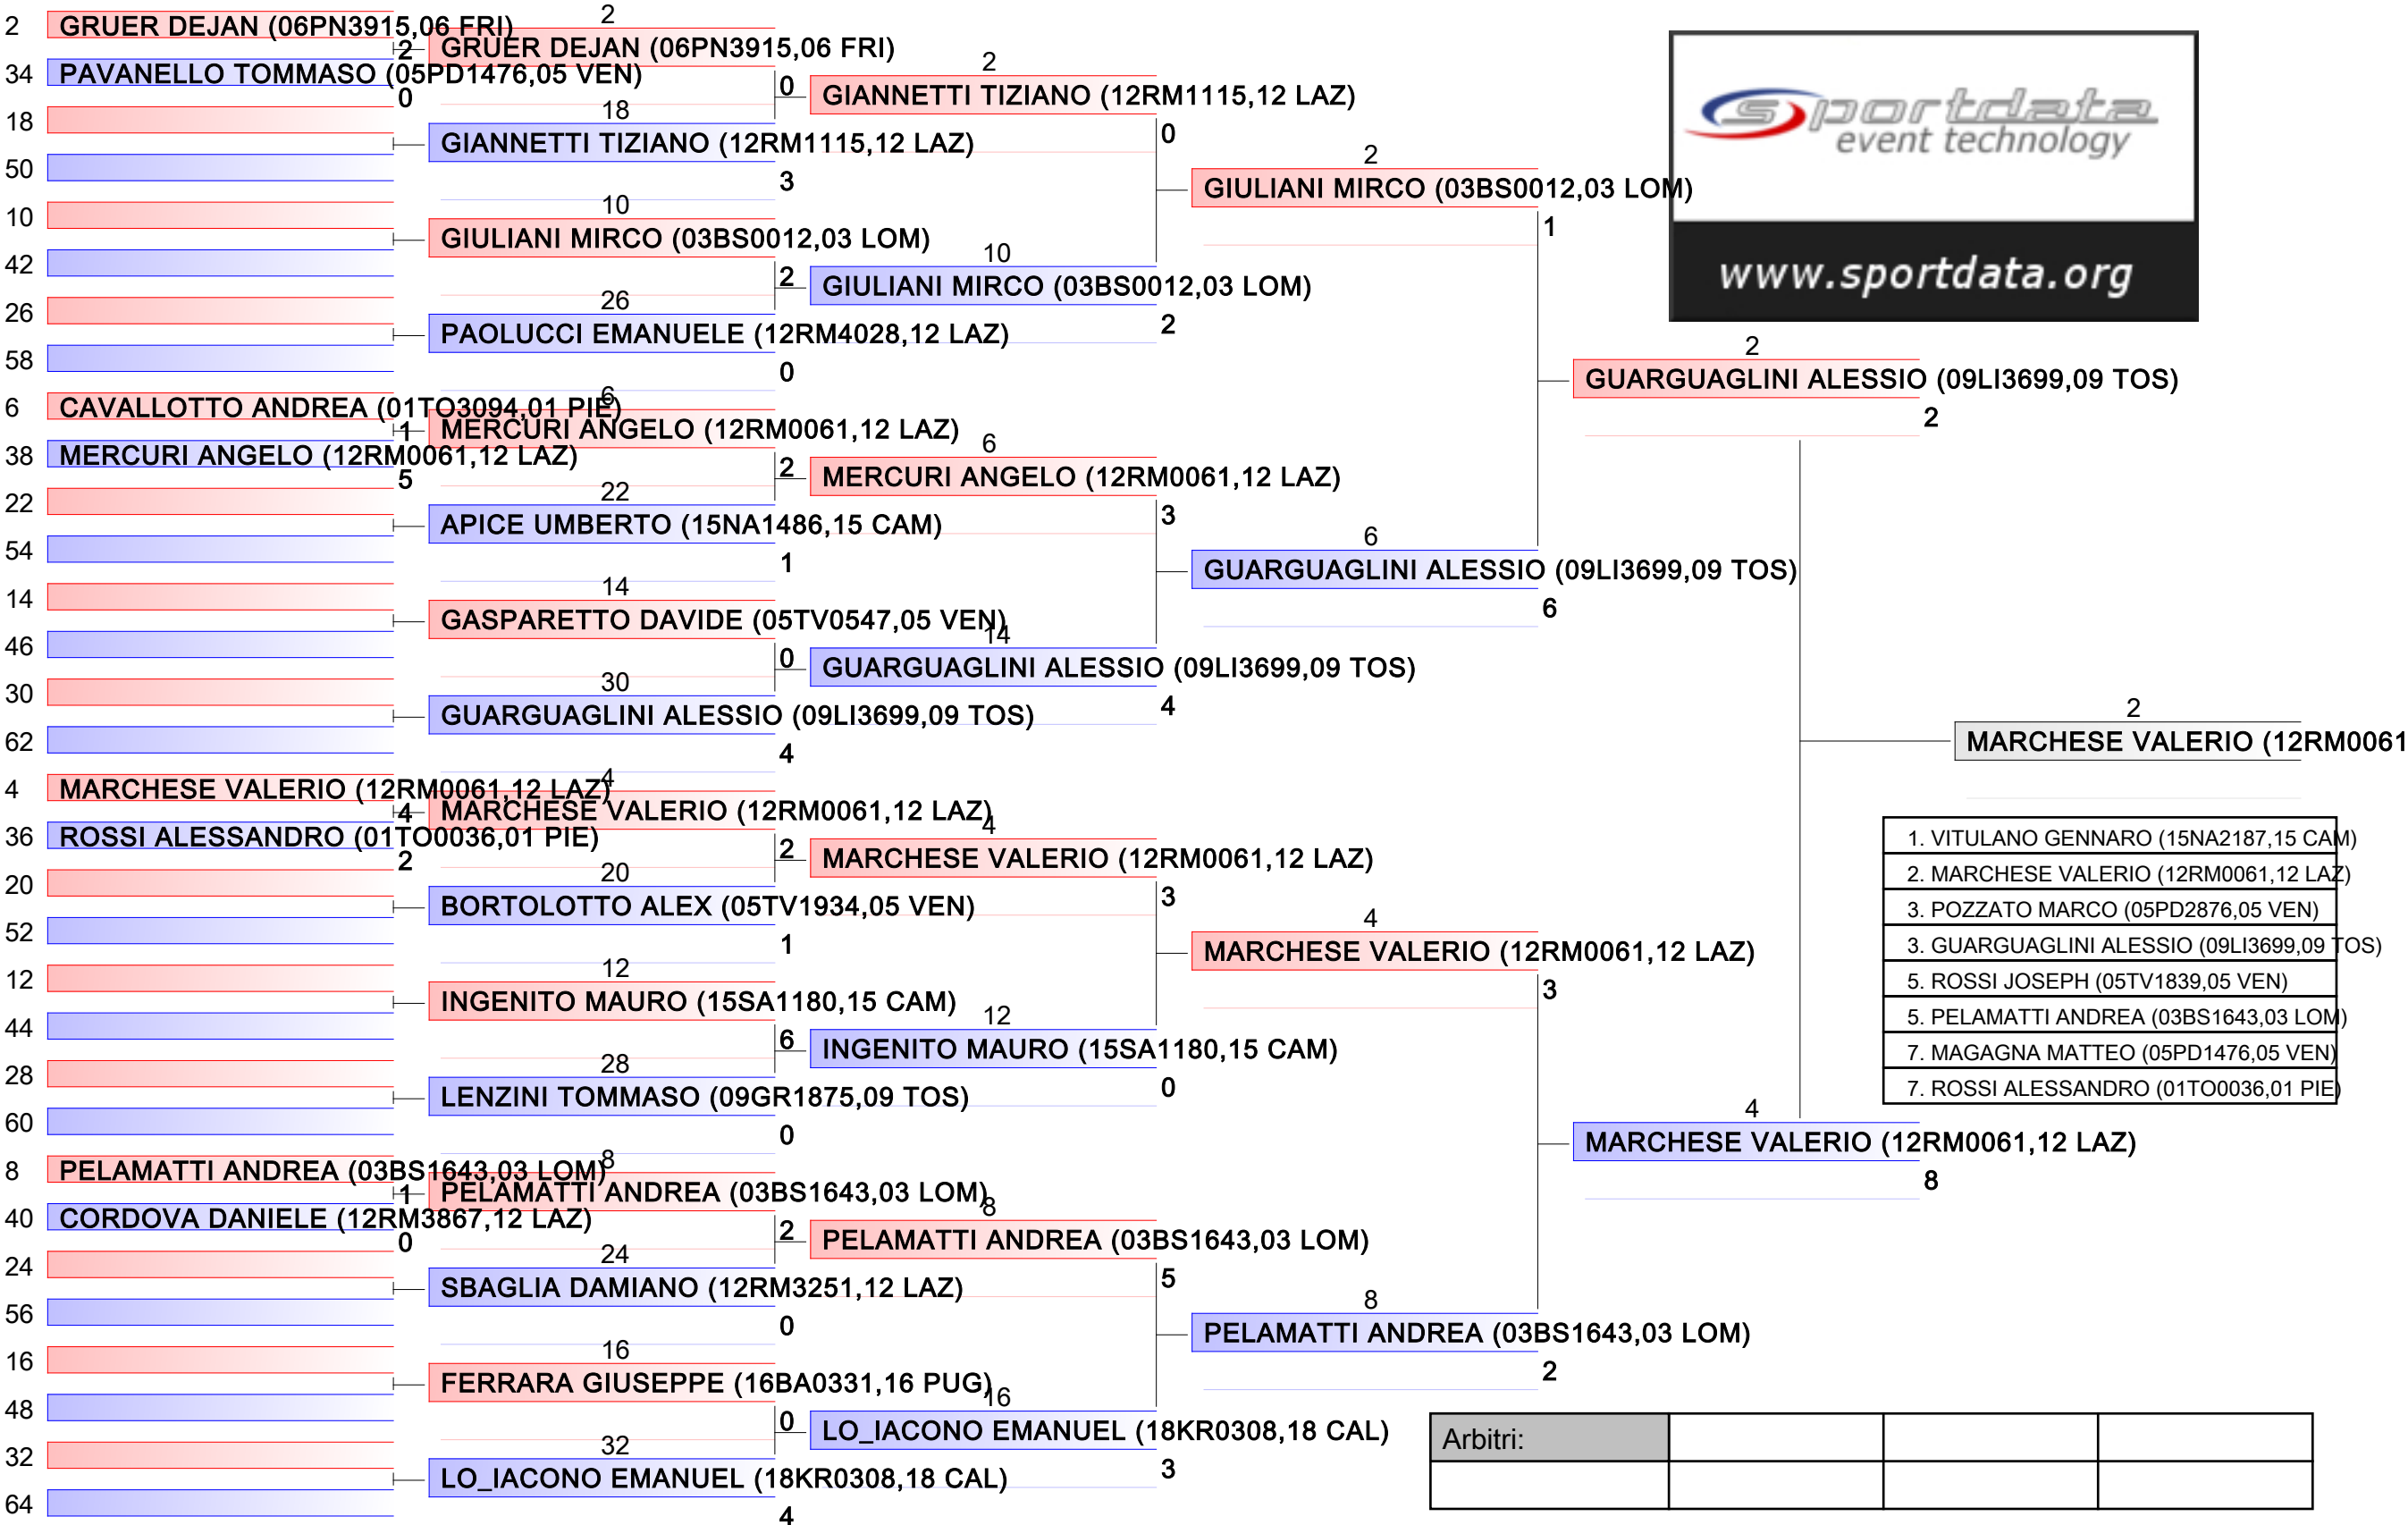 2 GRUER DEJAN (06PN3915,06 FRI)
2
34 PAVANELLO TOMMASO (05PD1476,05 VEN)
0
18
50
10
42
26
58
6 CAVALLOTTO ANDREA (01TO3094,01 PIE)
1
38 MERCURI ANGELO (12RM0061,12 LAZ)
5
22
54
14
46
30
62
4 MARCHESE VALERIO (12RM0061,12 LAZ)
4
36 ROSSI ALESSANDRO (01TO0036,01 PIE)
2
20
52
12
44
28
60
8 PELAMATTI ANDREA (03BS1643,03 LOM)
1
40 CORDOVA DANIELE (12RM3867,12 LAZ)
0
24
56
16
48
32
64
2
GRUER DEJAN (06PN3915,06 FRI)
0
18
GIANNETTI TIZIANO (12RM1115,12 LAZ)
3
10
GIULIANI MIRCO (03BS0012,03 LOM)
2
26
PAOLUCCI EMANUELE (12RM4028,12 LAZ)
0
6
MERCURI ANGELO (12RM0061,12 LAZ)
2
22
APICE UMBERTO (15NA1486,15 CAM)
1
14
GASPARETTO DAVIDE (05TV0547,05 VEN)
0
30
GUARGUAGLINI ALESSIO (09LI3699,09 TOS)
4
4
MARCHESE VALERIO (12RM0061,12 LAZ)
2
20
BORTOLOTTO ALEX (05TV1934,05 VEN)
1
12
INGENITO MAURO (15SA1180,15 CAM)
6
28
LENZINI TOMMASO (09GR1875,09 TOS)
0
8
PELAMATTI ANDREA (03BS1643,03 LOM)
2
24
SBAGLIA DAMIANO (12RM3251,12 LAZ)
0
16
FERRARA GIUSEPPE (16BA0331,16 PUG)
0
32
LO_IACONO EMANUEL (18KR0308,18 CAL)
4
2
GIANNETTI TIZIANO (12RM1115,12 LAZ)
0
10
GIULIANI MIRCO (03BS0012,03 LOM)
2
6
MERCURI ANGELO (12RM0061,12 LAZ)
3
14
GUARGUAGLINI ALESSIO (09LI3699,09 TOS)
4
4
MARCHESE VALERIO (12RM0061,12 LAZ)
3
12
INGENITO MAURO (15SA1180,15 CAM)
0
8
PELAMATTI ANDREA (03BS1643,03 LOM)
5
16
LO_IACONO EMANUEL (18KR0308,18 CAL)
3
2
GIULIANI MIRCO (03BS0012,03 LOM)
1
6
GUARGUAGLINI ALESSIO (09LI3699,09 TOS)
6
4
MARCHESE VALERIO (12RM0061,12 LAZ)
3
8
PELAMATTI ANDREA (03BS1643,03 LOM)
2
sportdata
event technology
www.sportdata.org
2
GUARGUAGLINI ALESSIO (09LI3699,09 TOS)
2
4
MARCHESE VALERIO (12RM0061,12 LAZ)
8
2
MARCHESE VALERIO (12RM0061
1. VITULANO GENNARO (15NA2187,15 CAM)
2. MARCHESE VALERIO (12RM0061,12 LAZ)
3. POZZATO MARCO (05PD2876,05 VEN)
3. GUARGUAGLINI ALESSIO (09LI3699,09 TOS)
5. ROSSI JOSEPH (05TV1839,05 VEN)
5. PELAMATTI ANDREA (03BS1643,03 LOM)
7. MAGAGNA MATTEO (05PD1476,05 VEN)
7. ROSSI ALESSANDRO (01TO0036,01 PIE)
Arbitri: